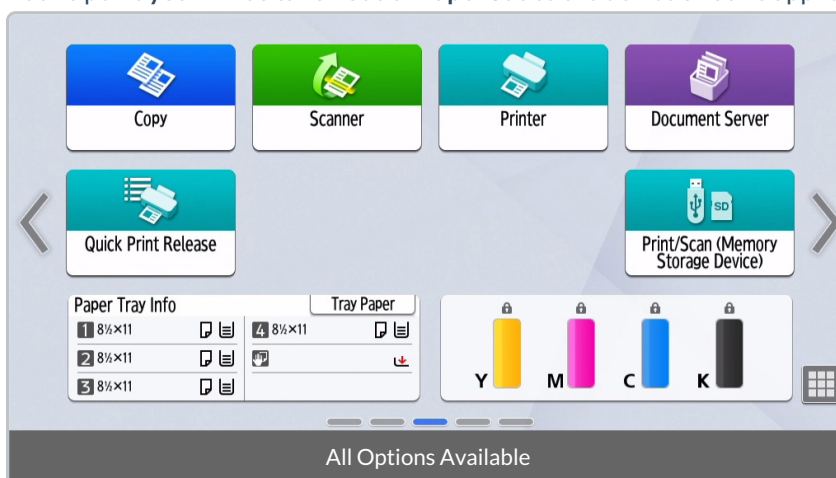 Copy
Scanner
Printer
Document Server
Quick Print Release
Print/Scan (Memory
Storage Device)
Paper Tray Info
Tray Paper
1 8½×11
4 8½×11
2 8½×11
3 8½×11
SD
Y
M
C
K
All Options Available